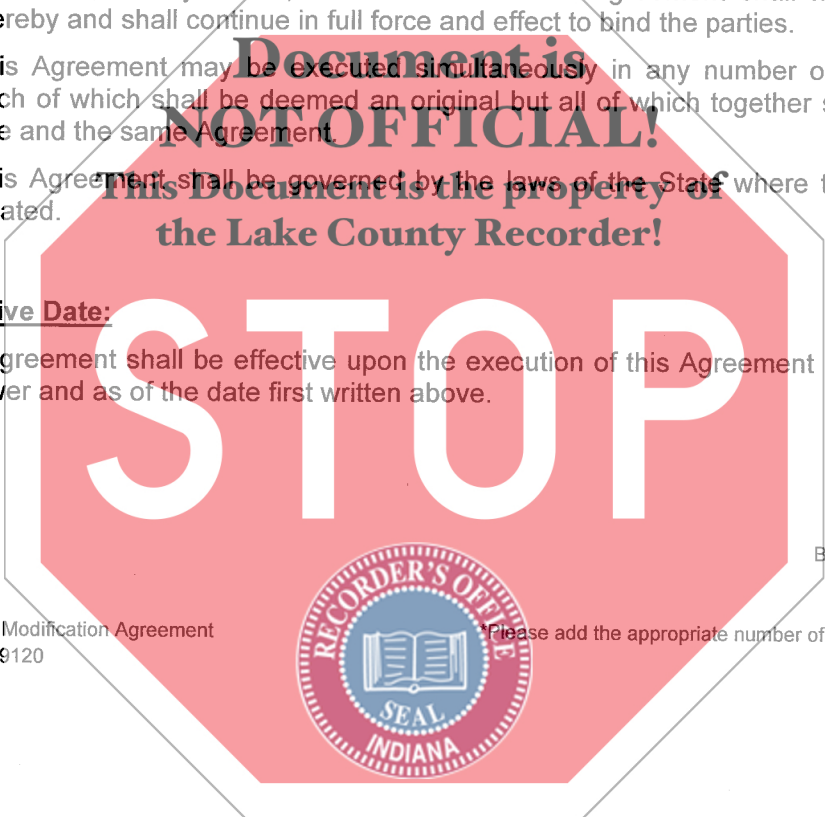 ereby and shall continue in full force and effect to bind the parties.
Document is
is Agreement may be executed simultaneously in any number o
ch of which shall be deemed an original but all of which together s
NOT OFFICIAL!
e and the same Agreement.
is Agreement shall be governed by the laws of the State where
This Document is the property of
ated.
the Lake County Recorder!
ive Date:
STOP
greement shall be effective upon the execution of this Agreement
ver and as of the date first written above.
B
RECORDER'S OFFICE
SEAL
INDIANA
Modification Agreement
*Please add the appropriate number of
9120